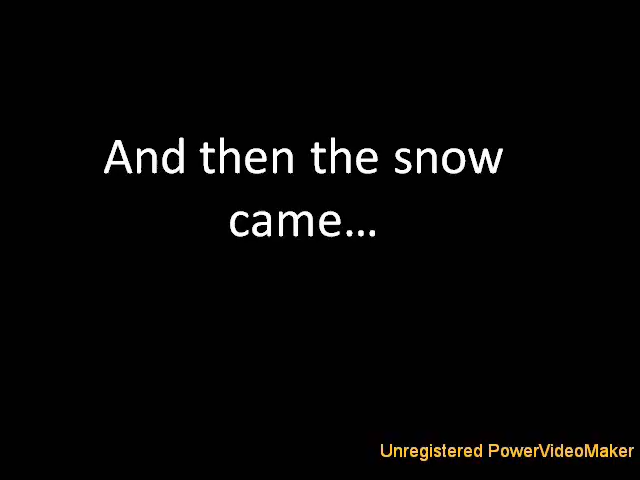 And then the snow
came…
Unregistered PowerVideoMaker